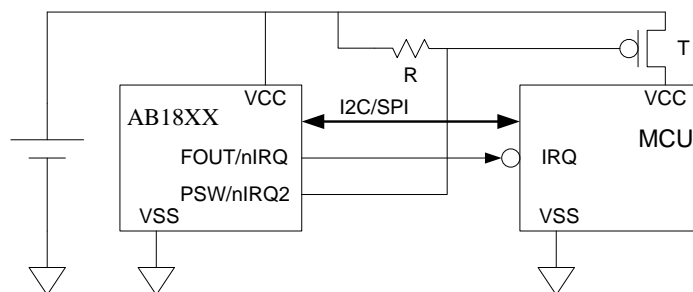 T
R
VCC
AB18XX
I2C/SPI
VCC
MCU
FOUT/nIRQ
IRQ
PSW/nIRQ2
VSS
VSS